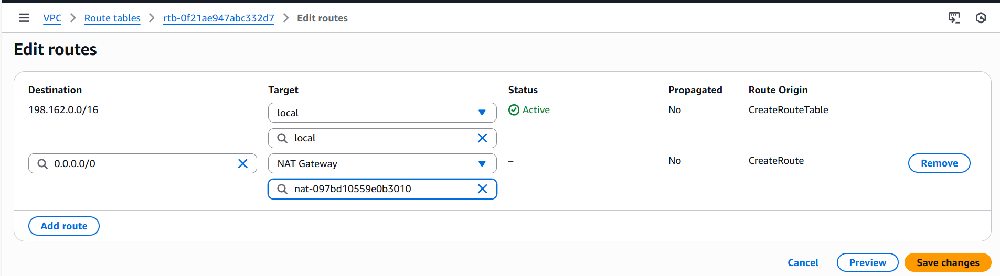 VPC > Route tables > rtb-0f21ae947abc332d7 > Edit routes
Edit routes
Destination Target Status Propagated Route Origin
198.162.0.0/16 local Active No CreateRouteTable
local
0.0.0.0/0 NAT Gateway – No CreateRoute Remove
nat-097bd10559e0b3010
Add route
Cancel Preview Save changes